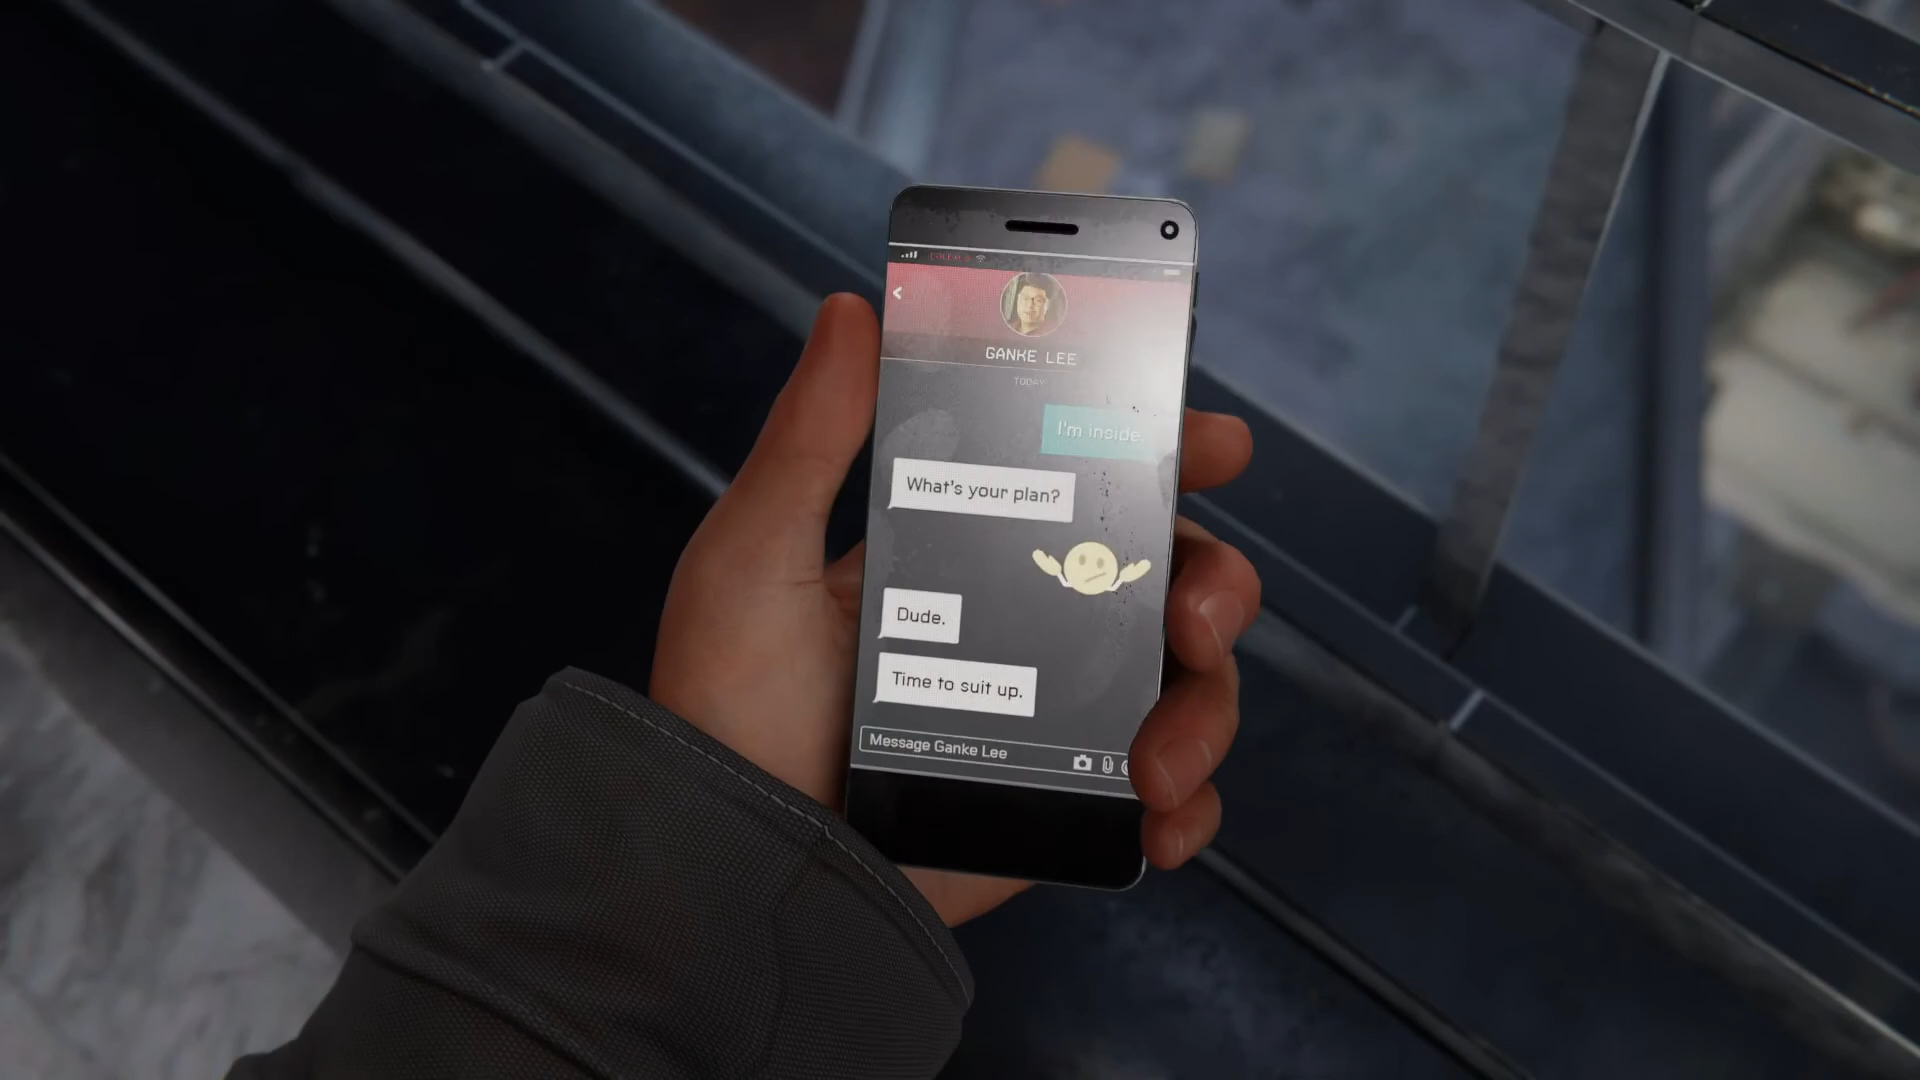 GANKE LEE
TODAY
I'm inside.
What's your plan?
Dude.
Time to suit up.
Message Ganke Lee